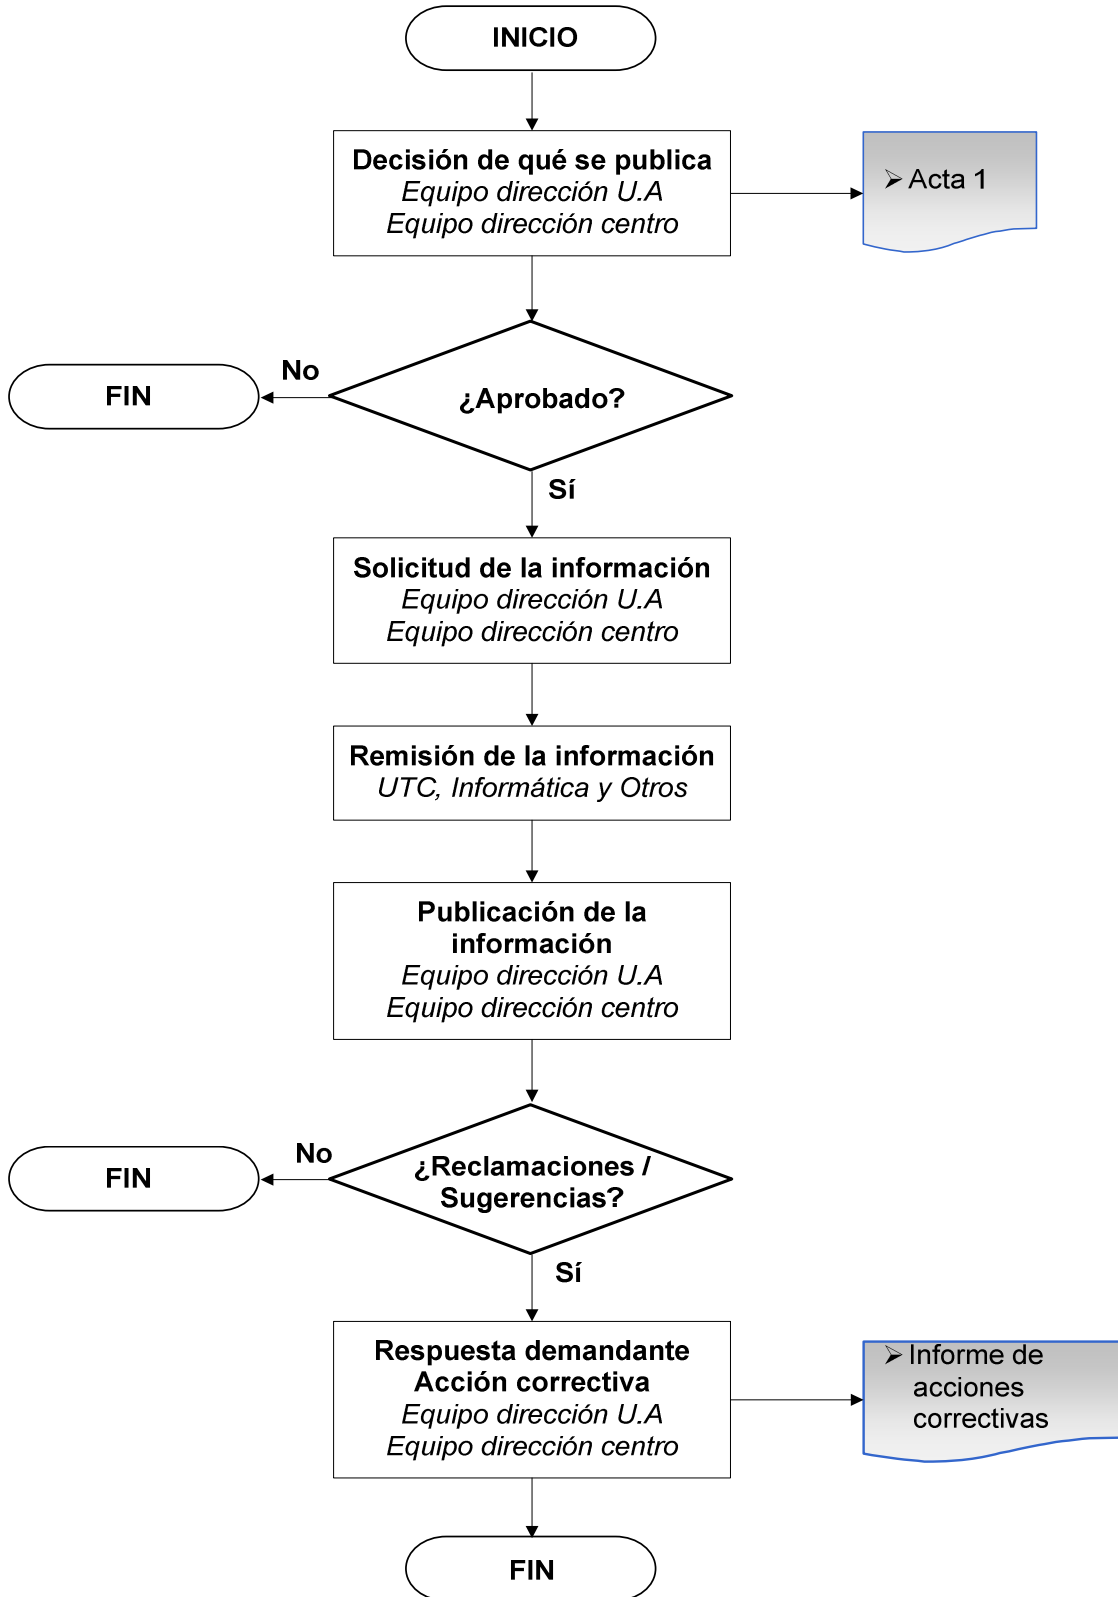 INICIO
Decisión de qué se publica
Equipo dirección U.A
Equipo dirección centro
➢ Acta 1
¿Aprobado?
No
FIN
Sí
Solicitud de la información
Equipo dirección U.A
Equipo dirección centro
Remisión de la información
UTC, Informática y Otros
Publicación de la
información
Equipo dirección U.A
Equipo dirección centro
¿Reclamaciones /
Sugerencias?
No
FIN
Sí
Respuesta demandante
Acción correctiva
Equipo dirección U.A
Equipo dirección centro
➢ Informe de
acciones
correctivas
FIN